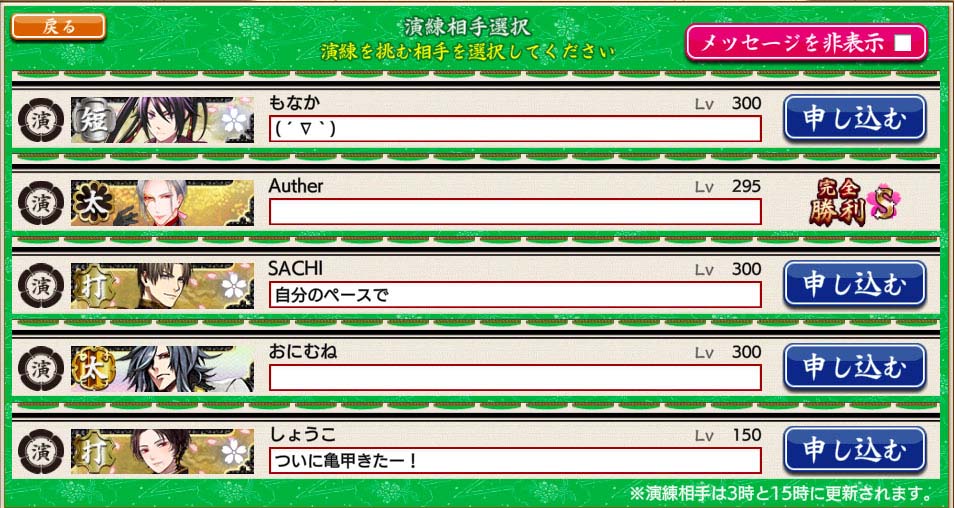 戻る
演練相手選択
演練を挑む相手を選択してください
メッセージを非表示
演
短
もなか
Lv 300
(´∇｀)
申し込む
演
太
Auther
Lv 295
完全
勝利S
演
打
SACHI
Lv 300
自分のペースで
申し込む
演
太
おにむね
Lv 300
申し込む
演
打
しょうこ
Lv 150
ついに亀甲きたー！
申し込む
※演練相手は3時と15時に更新されます。